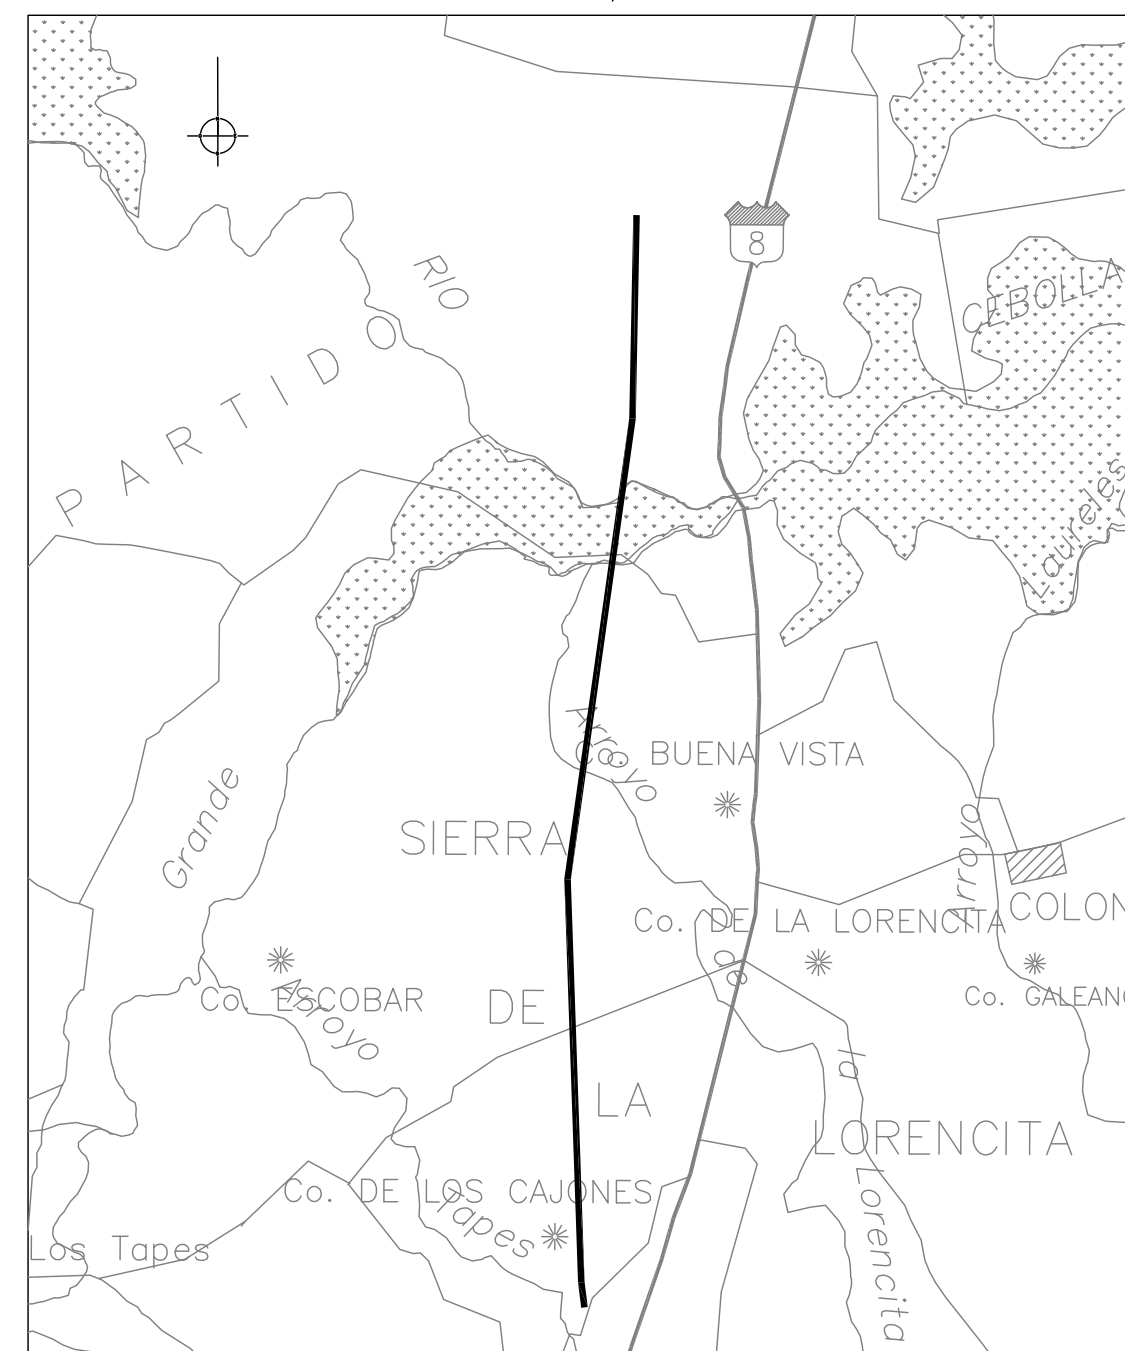 8
RIO
CEBOLLA
PARTIDO
Laureles
Arroyo
Co. BUENA VISTA
Grande
SIERRA
Arroyo
COLON
Co. DE LA LORENCITA
de
Co. ESCOBAR
Arroyo
DE
Co. GALEANO
la
LA
LORENCITA
Co. DE LOS CAJONES
Tapes
Lorencita
Los Tapes